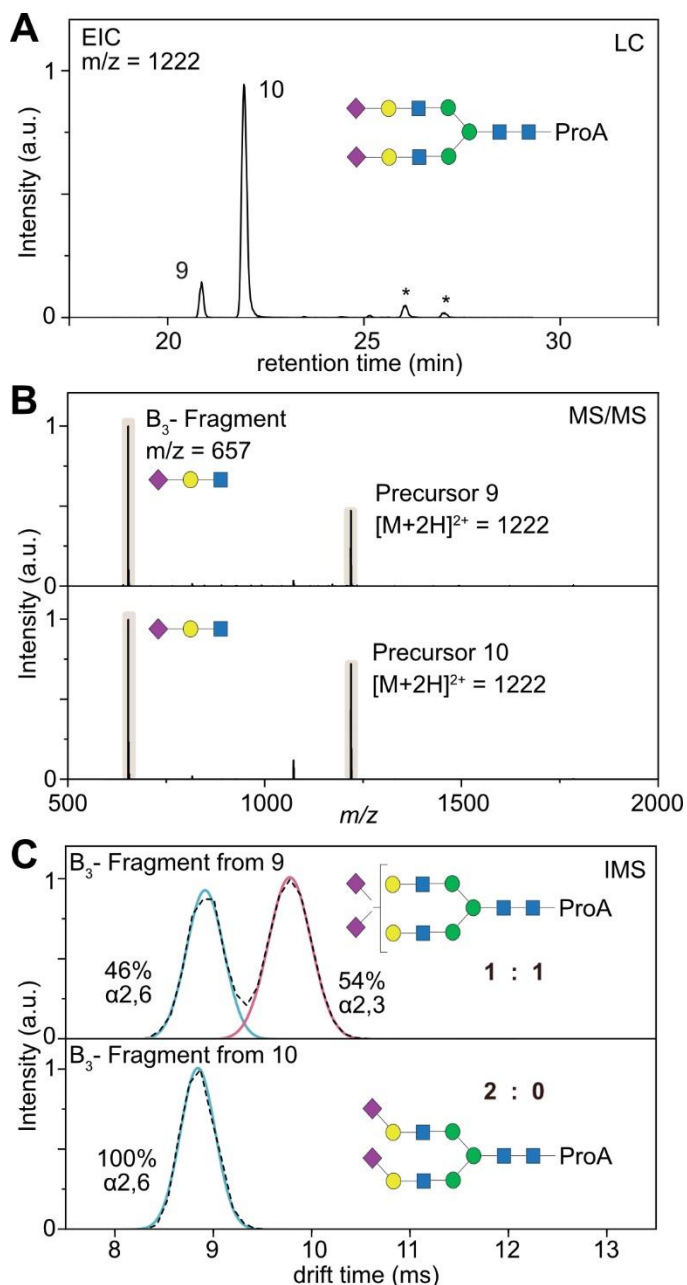 A
EIC
m/z = 1222
LC
1
10
9
ProA
*
*
0
20
25
30
Intensity (a.u.)
retention time (min)
B
B₃- Fragment
m/z = 657
MS/MS
1
Precursor 9
[M+2H]²⁺ = 1222
0
1
Precursor 10
[M+2H]²⁺ = 1222
0
500
1000
1500
2000
Intensity (a.u.)
m/z
C
B₃- Fragment from 9
IMS
1
ProA
46%
α2,6
54%
α2,3
1 : 1
0
B₃- Fragment from 10
1
2 : 0
ProA
100%
α2,6
0
8
9
10
11
12
13
Intensity (a.u.)
drift time (ms)